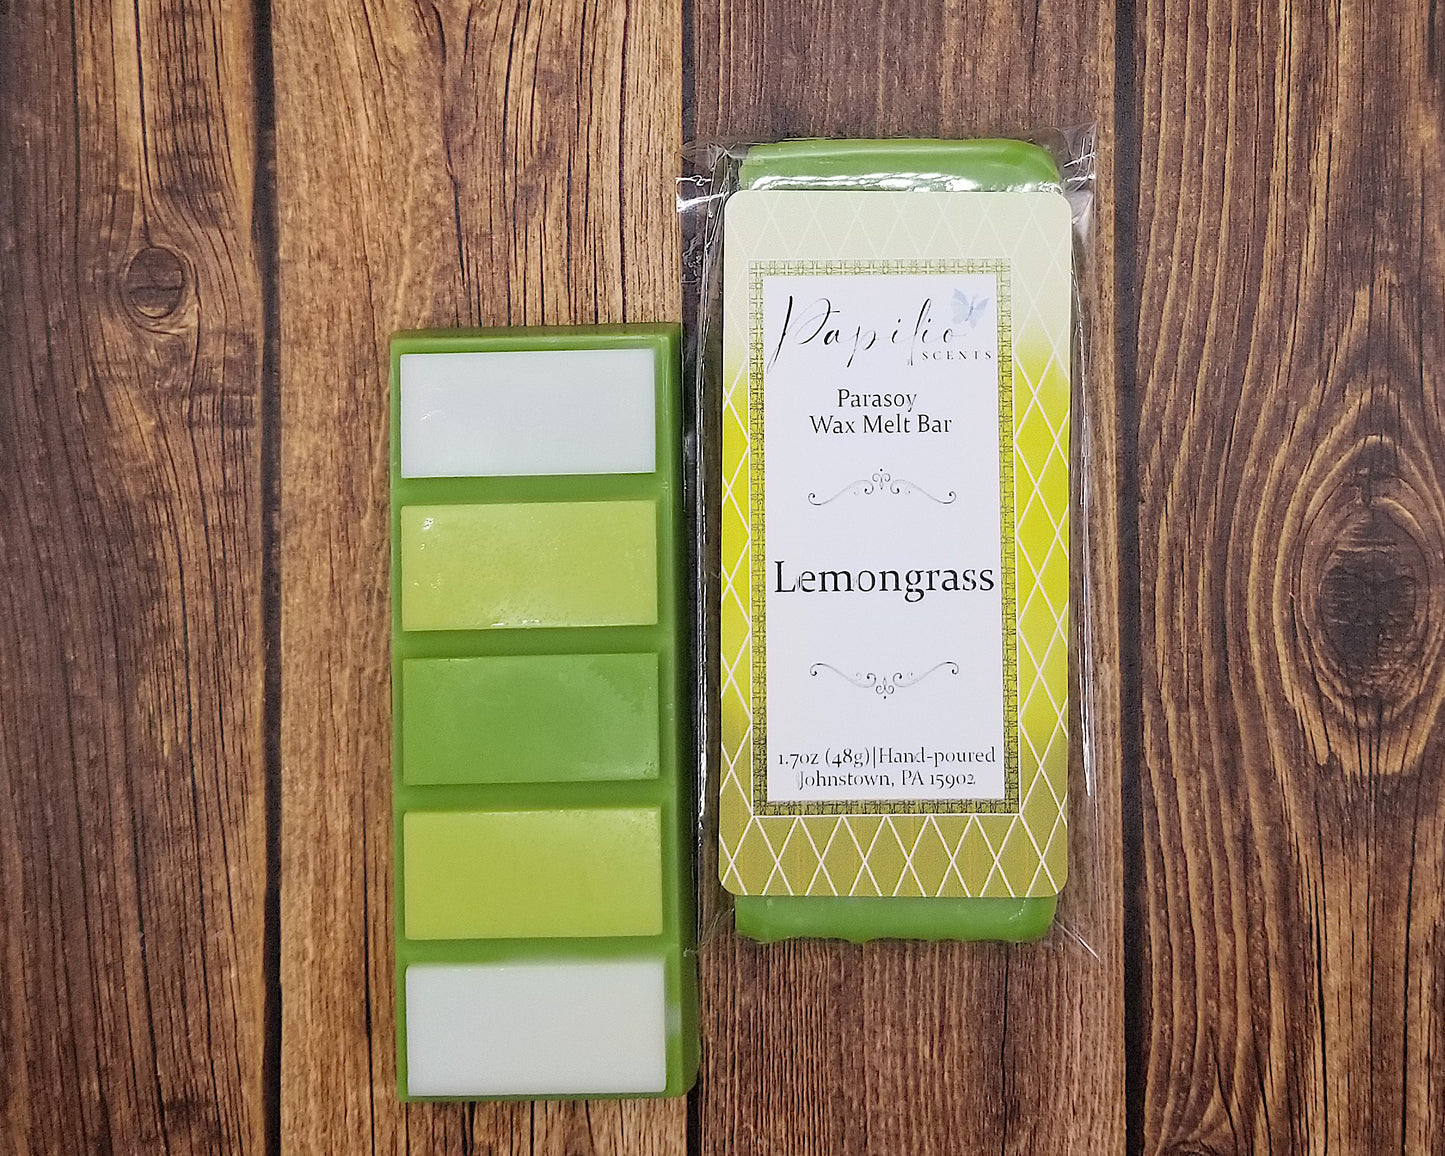 Papilio
SCENTS
Parasoy
Wax Melt Bar
Lemongrass
1.7oz (48g)|Hand-poured
Johnstown, PA 15902